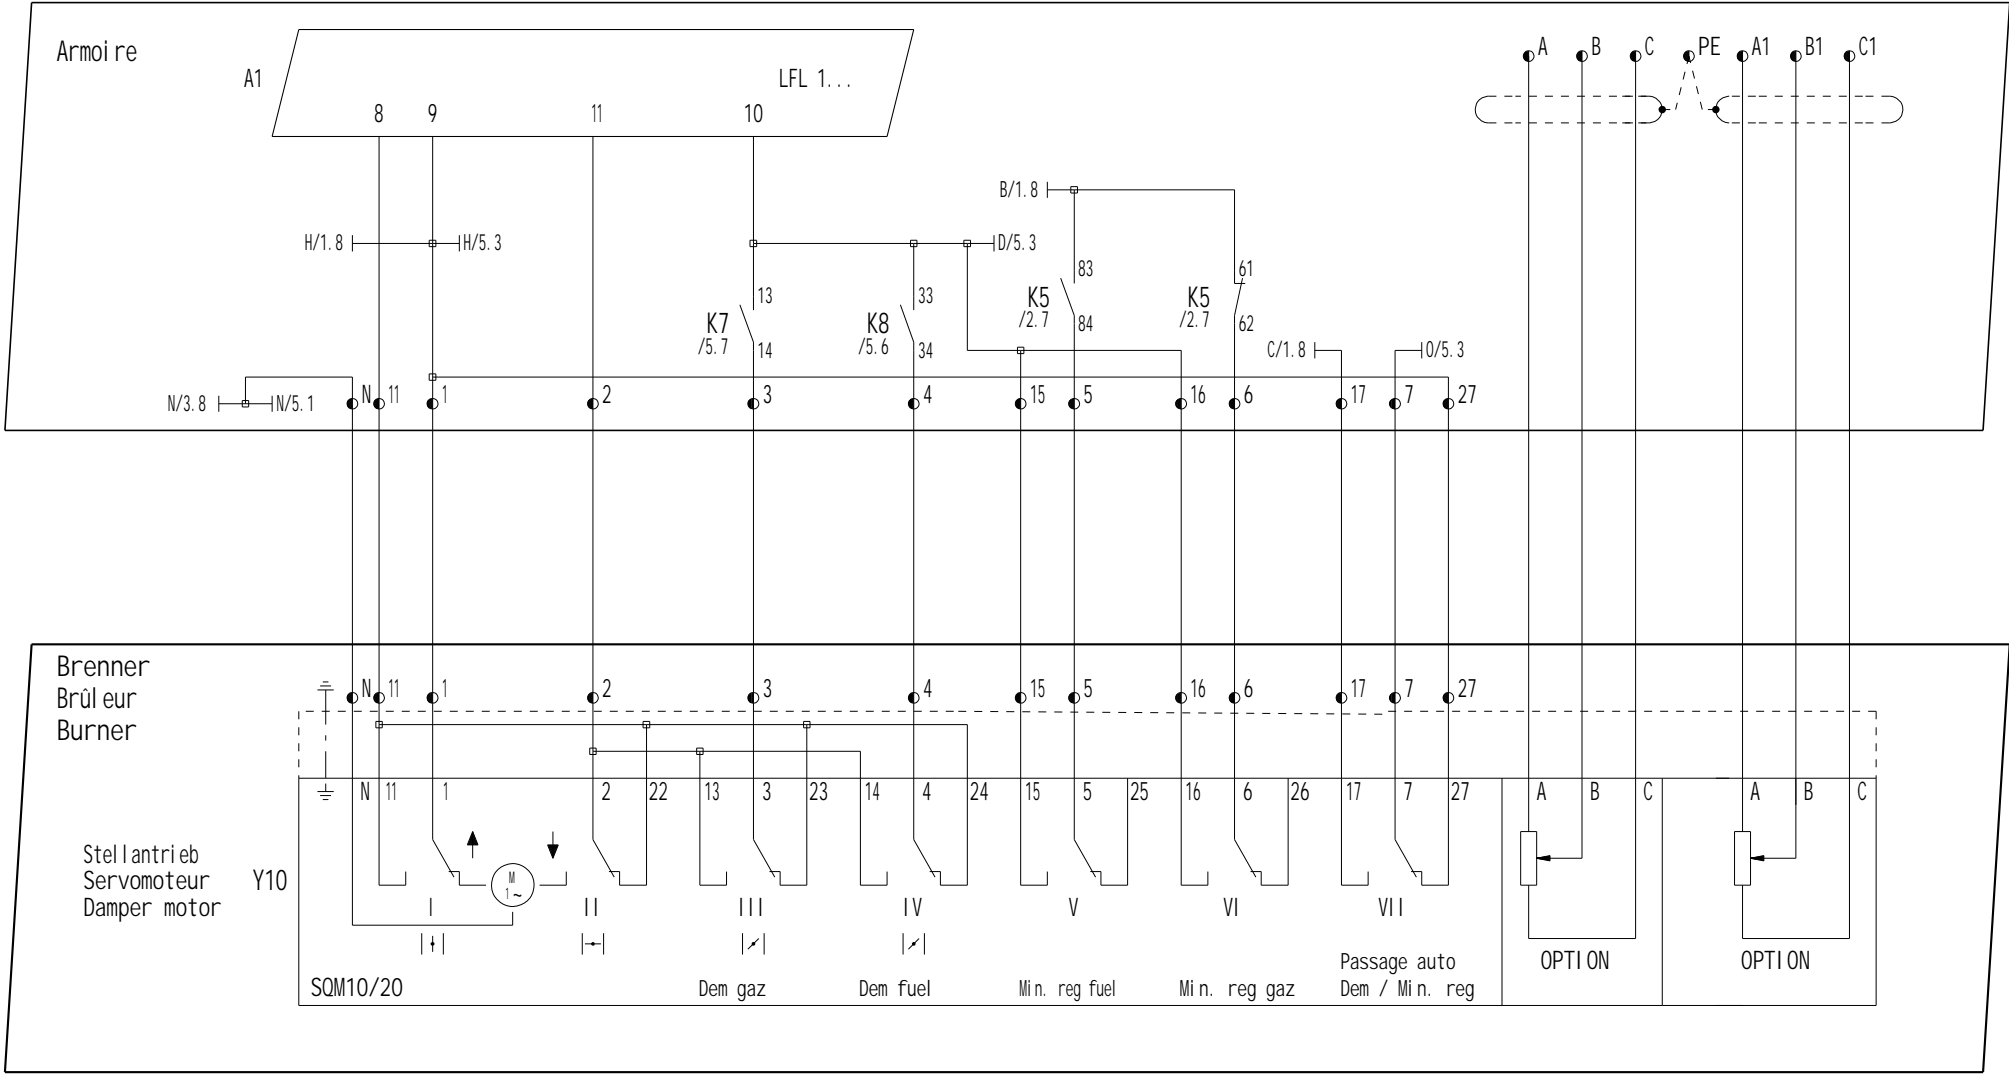 Armoire
A1
LFL 1...
8 9 11 10
A B C PE A1 B1 C1
B/1.8
H/1.8 H/5.3
D/5.3
83
61
K5
/2.7
84
K5
/2.7
62
13
K7
/5.7
14
33
K8
/5.6
34
C/1.8
O/5.3
N/3.8 N/5.1
N 11 1 2 3 4 15 5 16 6 17 7 27
Brenner
Brûleur
Burner
N 11 1 2 3 4 15 5 16 6 17 7 27
N 11 1 2 22 13 3 23 14 4 24 15 5 25 16 6 26 17 7 27 A B C A B C
Stellantrieb
Servomoteur
Damper motor
Y10
M
1~
I II III IV V VI VII
OPTION OPTION
SQM10/20
Dem gaz
Dem fuel
Min. reg fuel
Min. reg gaz
Passage auto
Dem / Min. reg